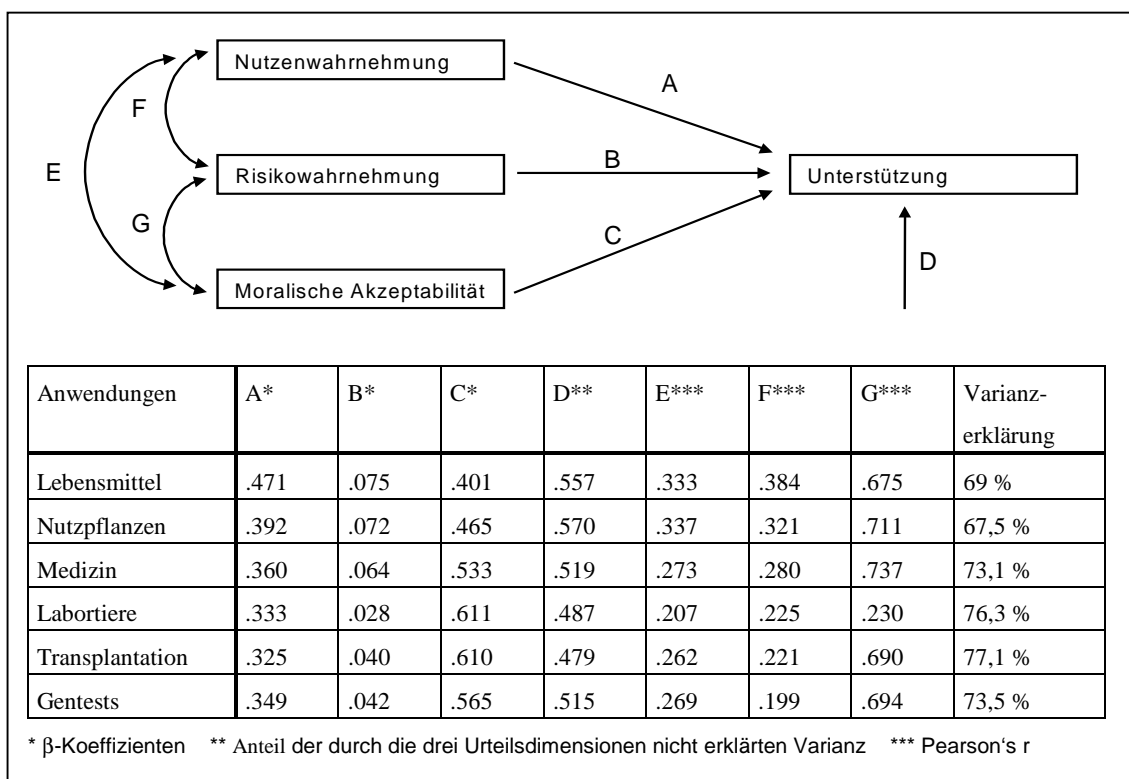 Nutzenwahrnehmung
A
F
E
Risikowahrnehmung
B
Unterstützung
G
C
D
Moralische Akzeptabilität
Anwendungen A* B* C* D** E*** F*** G*** Varianz-
erklärung
Lebensmittel .471 .075 .401 .557 .333 .384 .675 69 %
Nutzpflanzen .392 .072 .465 .570 .337 .321 .711 67,5 %
Medizin .360 .064 .533 .519 .273 .280 .737 73,1 %
Labortiere .333 .028 .611 .487 .207 .225 .230 76,3 %
Transplantation .325 .040 .610 .479 .262 .221 .690 77,1 %
Gentests .349 .042 .565 .515 .269 .199 .694 73,5 %
* β-Koeffizienten ** Anteil der durch die drei Urteilsdimensionen nicht erklärten Varianz *** Pearson‘s r